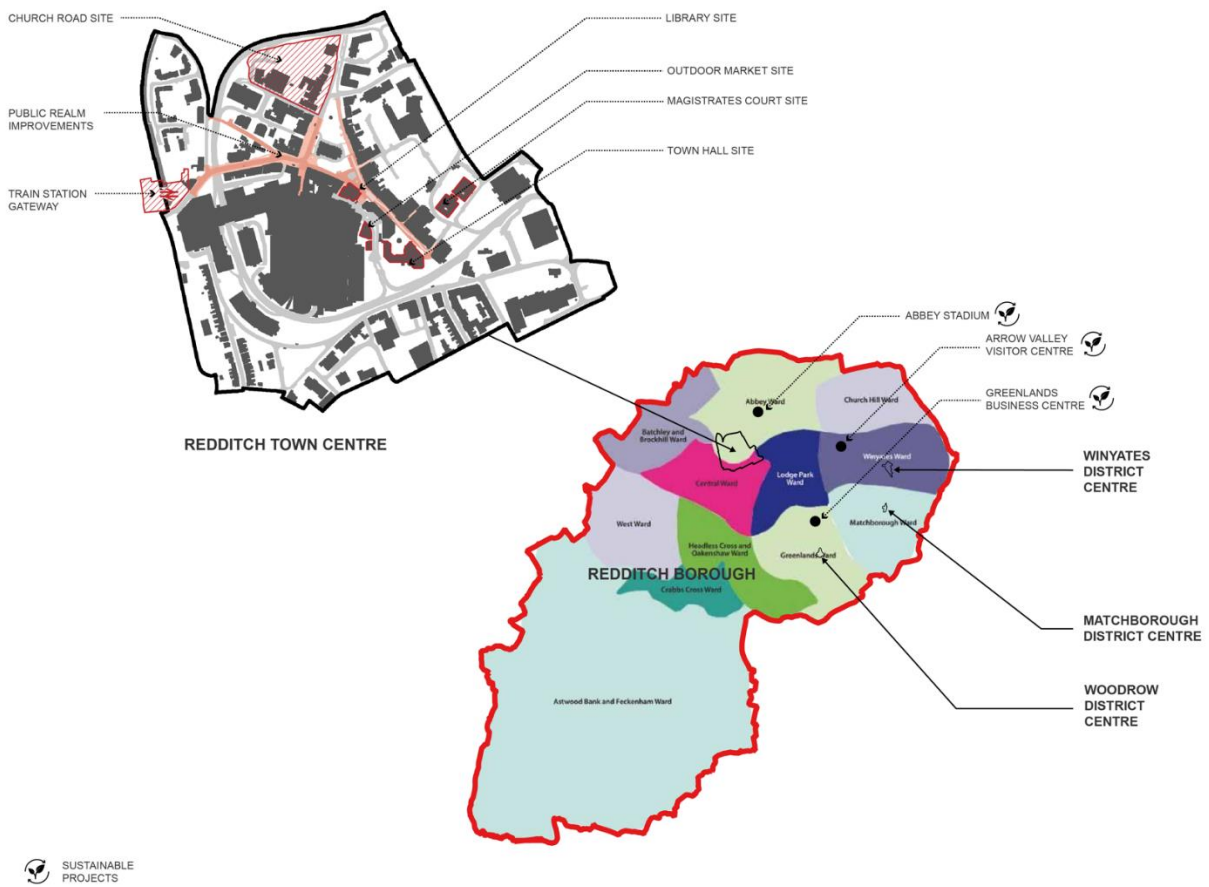 CHURCH ROAD SITE
PUBLIC REALM
IMPROVEMENTS
TRAIN STATION
GATEWAY
LIBRARY SITE
OUTDOOR MARKET SITE
MAGISTRATES COURT SITE
TOWN HALL SITE
REDDITCH TOWN CENTRE
ABBEY STADIUM
ARROW VALLEY
VISITOR CENTRE
GREENLANDS
BUSINESS CENTRE
Abbey Ward
Church Hill Ward
Batchley and
Brockhill Ward
Winyates Ward
Central Ward
Lodge Park
Ward
WINYATES
DISTRICT
CENTRE
West Ward
Matchborough Ward
Headless Cross and
Oakenshaw Ward
Greenlands Ward
REDDITCH BOROUGH
Crabbs Cross Ward
MATCHBOROUGH
DISTRICT CENTRE
WOODROW
DISTRICT
CENTRE
Astwood Bank and Feckenham Ward
SUSTAINABLE
PROJECTS